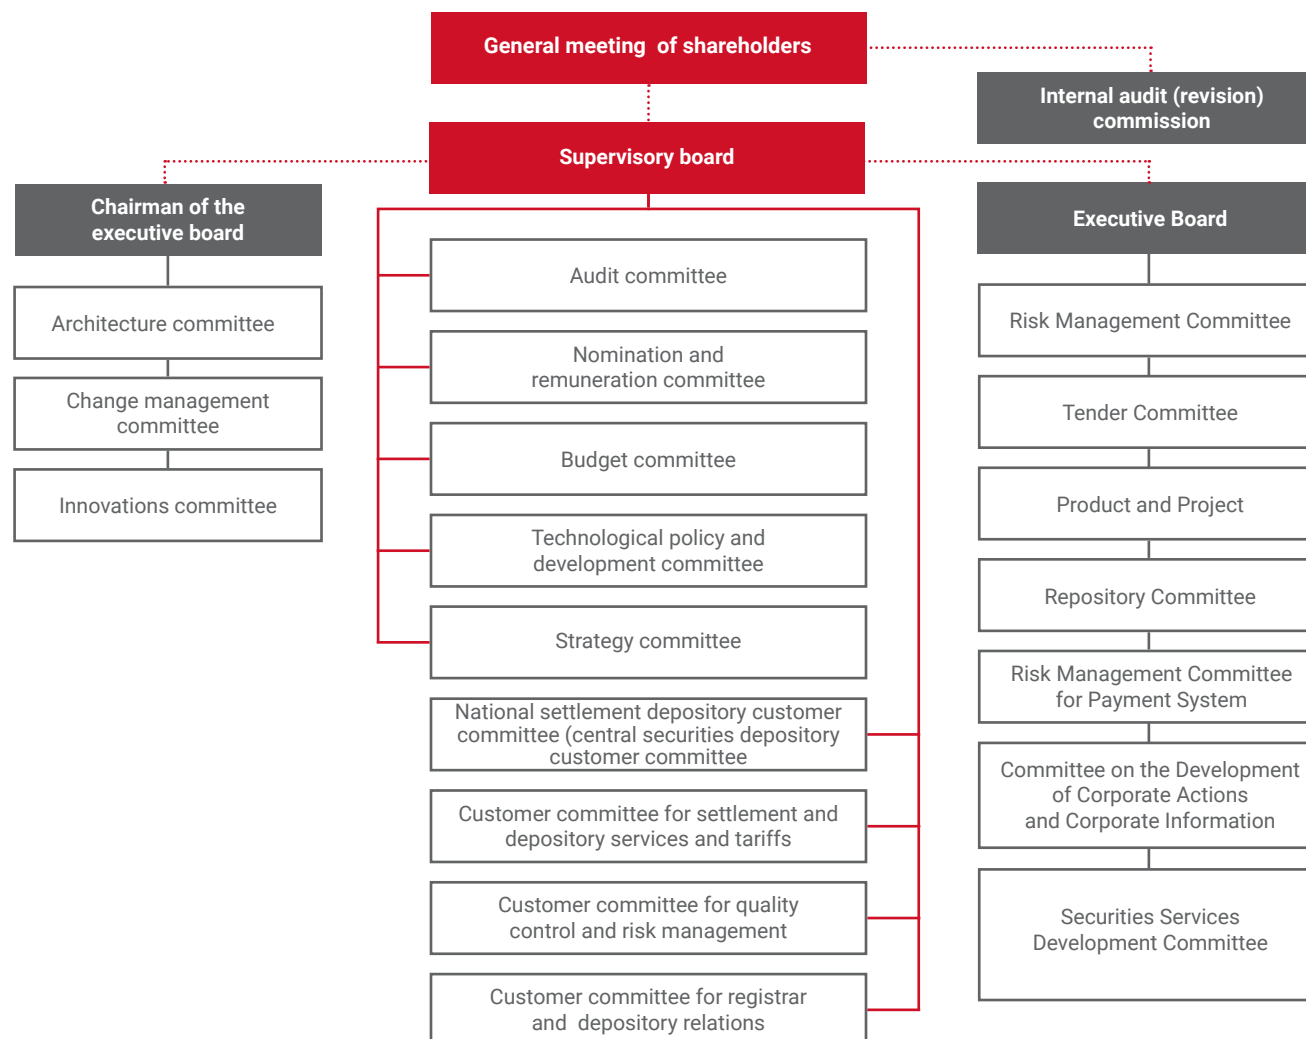 General meeting of shareholders
Internal audit (revision)
commission
Supervisory board
Chairman of the
executive board
Architecture committee
Change management
committee
Innovations committee
Audit committee
Nomination and
remuneration committee
Budget committee
Technological policy and
development committee
Strategy committee
National settlement depository customer
committee (central securities depository
customer committee
Customer committee for settlement and
depository services and tariffs
Customer committee for quality
control and risk management
Customer committee for registrar
and depository relations
Executive Board
Risk Management Committee
Tender Committee
Product and Project
Repository Committee
Risk Management Committee
for Payment System
Committee on the Development
of Corporate Actions
and Corporate Information
Securities Services
Development Committee